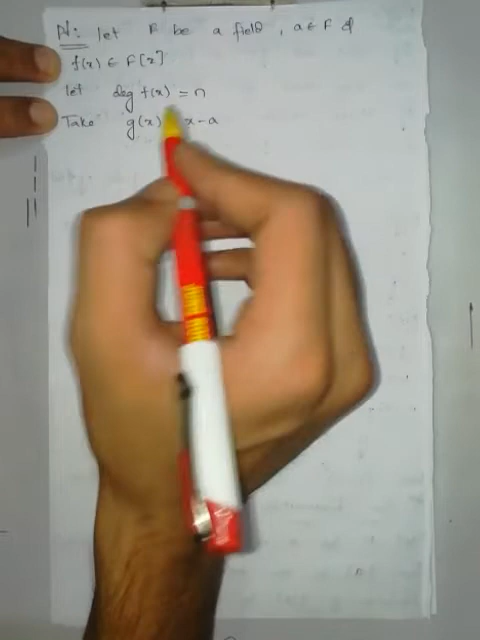 Pf: let F be a field, a ∈ F &
f(x) ∈ F[x]
let deg f(x) = n
Take g(x) x-a